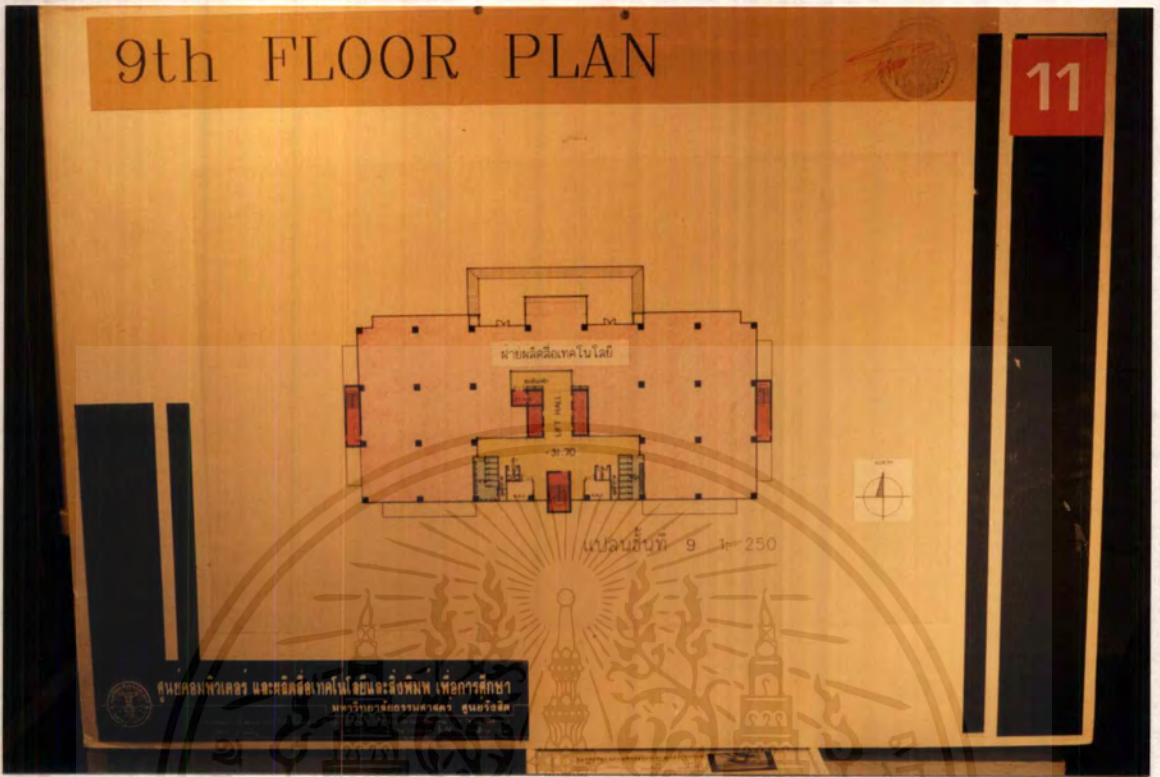 9th FLOOR PLAN
11
ฝ่ายผลิตสื่อเทคโนโลยี
LIFT HALL
31.70
NORTH
แปลนชั้นที่ 9 1:250
ศูนย์คอมพิวเตอร์ และผลิตสื่อเทคโนโลยีและสิ่งพิมพ์ เพื่อการศึกษา
มหาวิทยาลัยธรรมศาสตร์ ศูนย์รังสิต